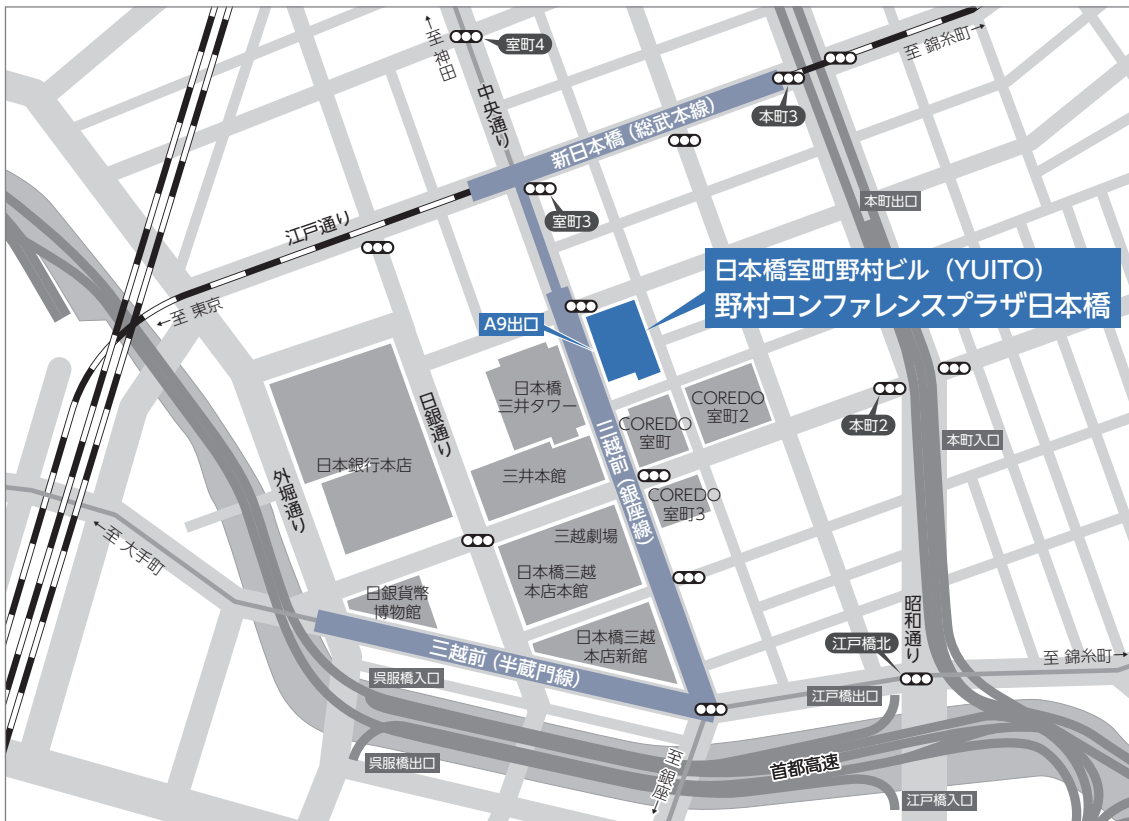 ←至 神田
室町4
中央通り
至 錦糸町→
本町3
新日本橋(総武本線)
室町3
江戸通り
本町出口
←至 東京
日本橋室町野村ビル(YUITO)
野村コンファレンスプラザ日本橋
A9出口
日本橋
三井タワー
COREDO
室町2
COREDO
室町
本町2
本町入口
日銀通り
日本銀行本店
三井本館
三越前(銀座線)
COREDO
室町3
外堀通り
←至 大手町
三越劇場
日本橋三越
本店本館
日銀貨幣
博物館
昭和通り
日本橋三越
本店新館
江戸橋北
至 錦糸町→
三越前(半蔵門線)
呉服橋入口
江戸橋出口
呉服橋出口
至 銀座→
首都高速
江戸橋入口